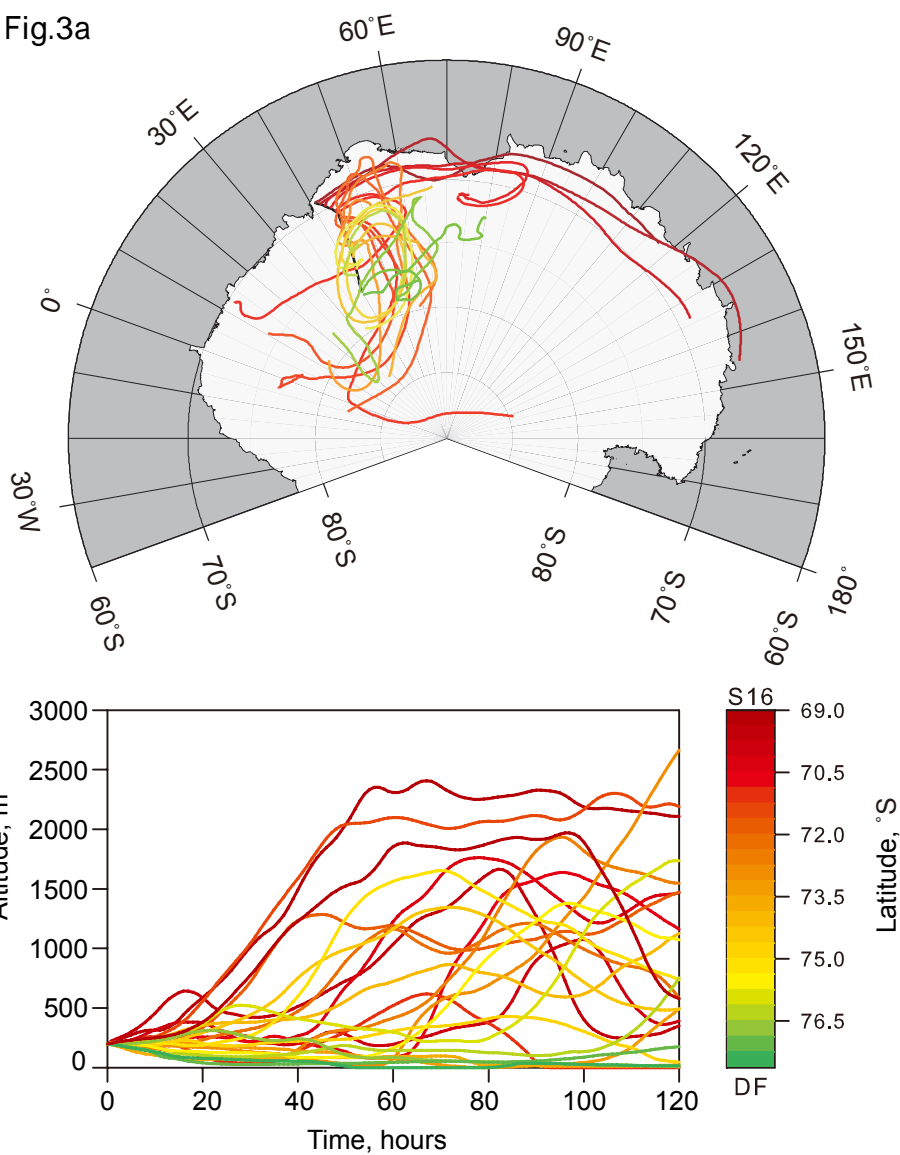 Fig.3a
60°E
90°E
30°E
120°E
0°
150°E
30°W
80°S
80°S
70°S
70°S
180°
60°S
60°S
S16
3000
69.0
2500
70.5
2000
72.0
Altitude, m
1500
73.5
Latitude, °S
1000
75.0
500
76.5
0
DF
0 20 40 60 80 100 120
Time, hours